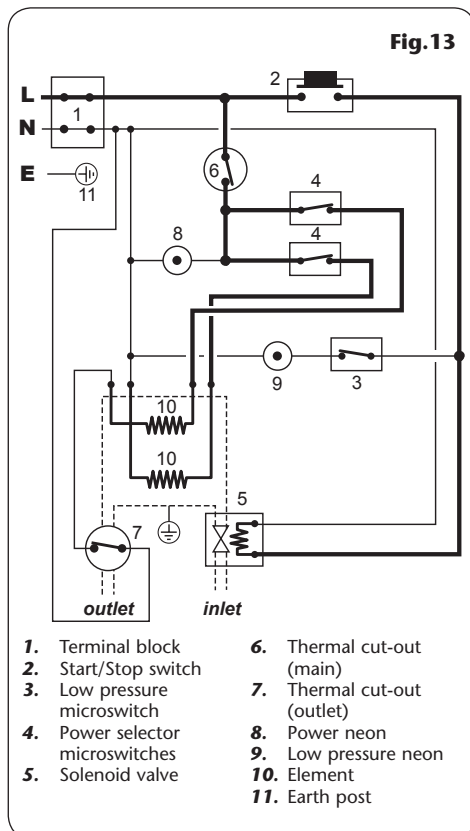 Fig.13
2
L
1
N
6
4
E
11
8
4
9
3
10
10
5
7
outlet
inlet
1. Terminal block
2. Start/Stop switch
3. Low pressure
microswitch
4. Power selector
microswitches
5. Solenoid valve
6. Thermal cut-out
(main)
7. Thermal cut-out
(outlet)
8. Power neon
9. Low pressure neon
10. Element
11. Earth post